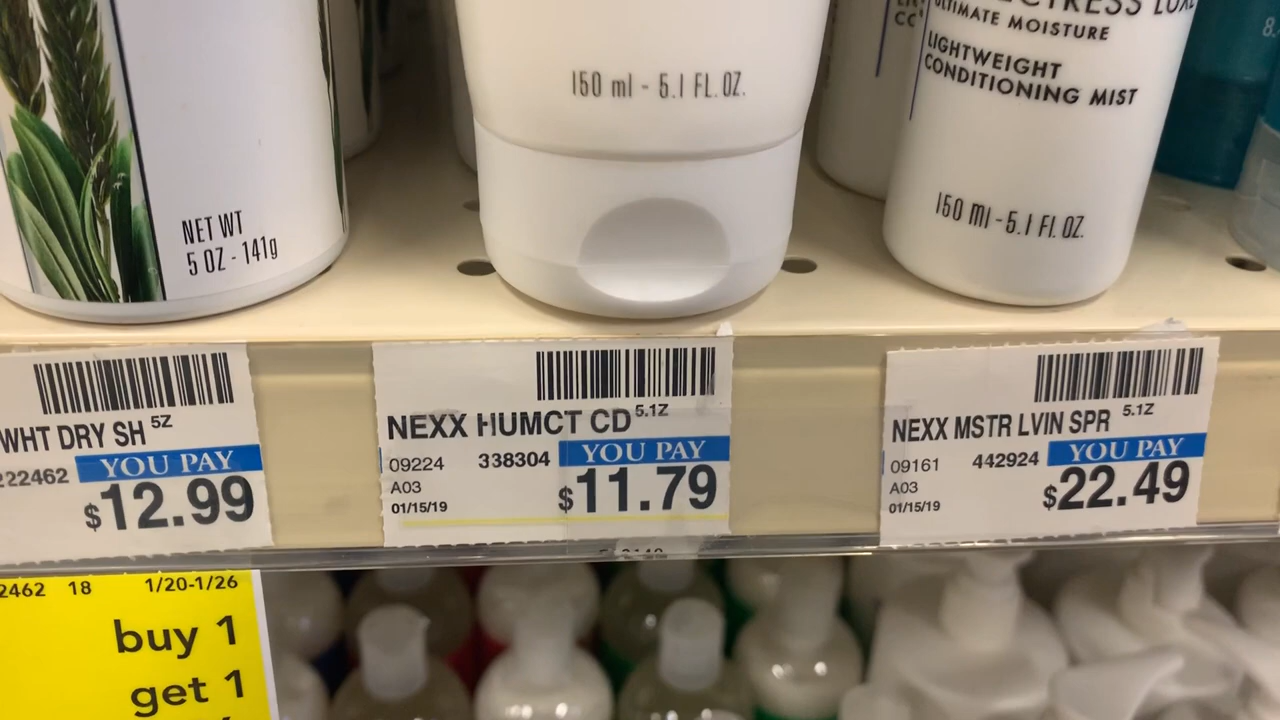 ULTIMATE MOISTURE
LIGHTWEIGHT
CONDITIONING MIST
150 ml - 5.1 FL. OZ.
150 ml - 5.1 Fl. OZ.
NET WT
5 OZ - 141g
WHT DRY SH 5Z
22462 YOU PAY
$12.99
NEXX HUMCT CD 5.1Z
09224 338304 YOU PAY
A03
01/15/19
$11.79
NEXX MSTR LVIN SPR 5.1Z
09161 442924 YOU PAY
A03
01/15/19
$22.49
2462 18 1/20-1/26
buy 1
get 1